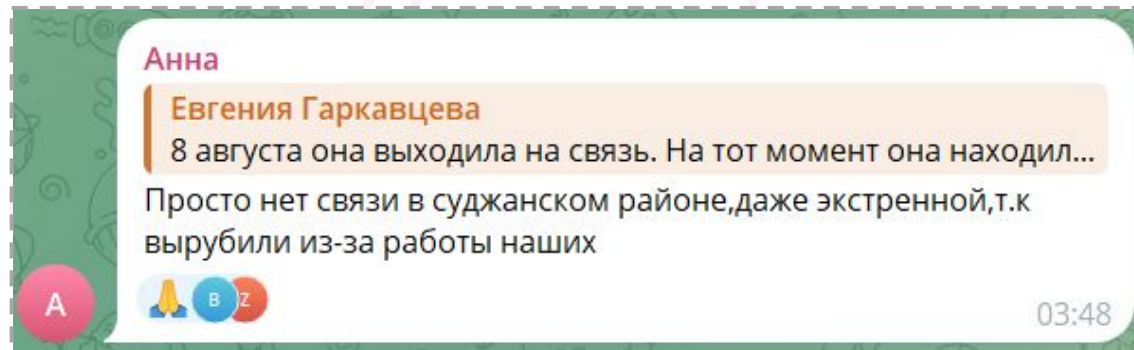 Анна
Евгения Гаркавцева
8 августа она выходила на связь. На тот момент она находил...
Просто нет связи в суджанском районе,даже экстренной,т.к
вырубили из-за работы наших
А
В Z
03:48